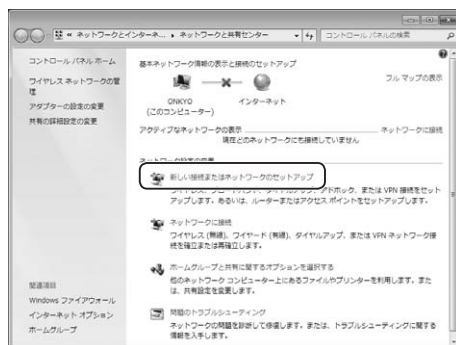 « ネットワークとインターネ... ▸ ネットワークと共有センター
コントロール パネルの検索
コントロール パネル ホーム
ワイヤレス ネットワークの管
理
アダプターの設定の変更
共有の詳細設定の変更
基本ネットワーク情報の表示と接続のセットアップ
フル マップの表示
ONKYO
(このコンピューター)
インターネット
アクティブなネットワークの表示
ネットワークに接続
現在どのネットワークにも接続していません
ネットワーク設定の変更
新しい接続またはネットワークのセットアップ
ワイヤレス、ブロードバンド、ダイヤルアップ、アドホック、または VPN 接続をセット
アップします。あるいは、ルーターまたはアクセス ポイントをセットアップします。
ネットワークに接続
ワイヤレス (無線)、ワイヤード (有線)、ダイヤルアップ、または VPN ネットワーク接
続を確立または再確立します。
ホームグループと共有に関するオプションを選択する
他のネットワーク コンピューター上にあるファイルやプリンターを利用します。また
は、共有設定を変更します。
問題のトラブルシューティング
ネットワークの問題を診断して修復します。または、トラブルシューティングに関する
情報を入手します。
関連項目
Windows ファイアウォール
インターネット オプション
ホームグループ